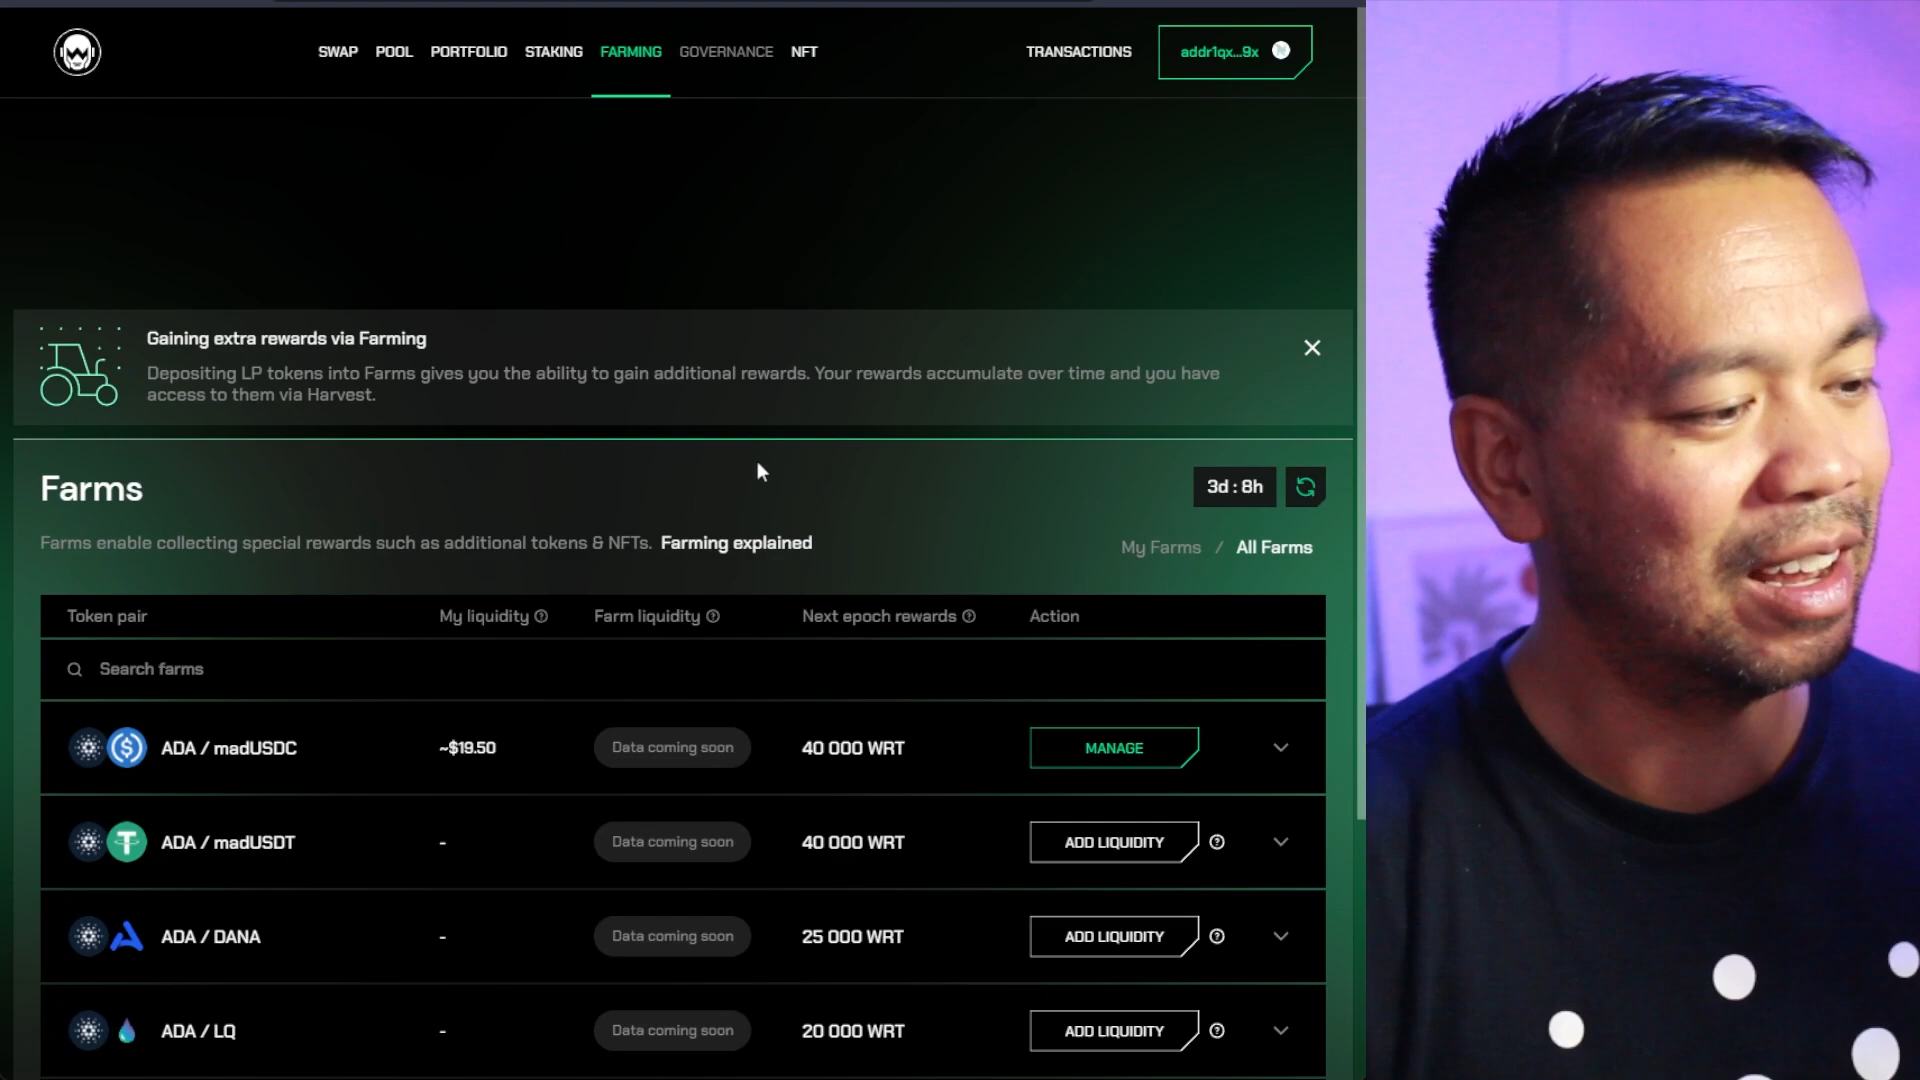 SWAP POOL PORTFOLIO STAKING FARMING GOVERNANCE NFT TRANSACTIONS addr1qx...9x
Gaining extra rewards via Farming
Depositing LP tokens into Farms gives you the ability to gain additional rewards. Your rewards accumulate over time and you have
access to them via Harvest.
Farms 3d : 8h
Farms enable collecting special rewards such as additional tokens & NFTs. Farming explained
My Farms / All Farms
Token pair My liquidity Farm liquidity Next epoch rewards Action
Search farms
ADA / madUSDC ~$19.50 Data coming soon 40 000 WRT MANAGE
ADA / madUSDT - Data coming soon 40 000 WRT ADD LIQUIDITY
ADA / DANA - Data coming soon 25 000 WRT ADD LIQUIDITY
ADA / LQ - Data coming soon 20 000 WRT ADD LIQUIDITY